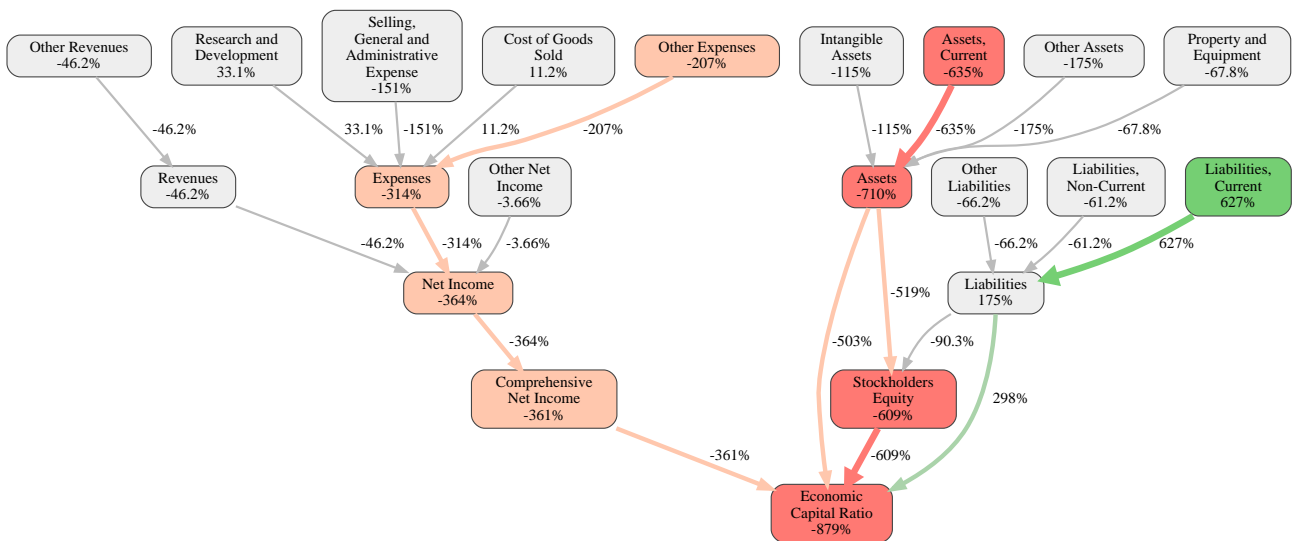 Other Revenues
-46.2%
Research and
Development
33.1%
Selling,
General and
Administrative
Expense
-151%
Cost of Goods
Sold
11.2%
Other Expenses
-207%
Intangible
Assets
-115%
Assets,
Current
-635%
Other Assets
-175%
Property and
Equipment
-67.8%
-46.2%
33.1%
-151%
11.2%
-207%
-115%
-635%
-175%
-67.8%
Revenues
-46.2%
Expenses
-314%
Other Net
Income
-3.66%
Assets
-710%
Other
Liabilities
-66.2%
Liabilities,
Non-Current
-61.2%
Liabilities,
Current
627%
-46.2%
-314%
-3.66%
-66.2%
-61.2%
627%
Net Income
-364%
-519%
Liabilities
175%
-364%
-503%
-90.3%
Comprehensive
Net Income
-361%
Stockholders
Equity
-609%
298%
-361%
-609%
Economic
Capital Ratio
-879%